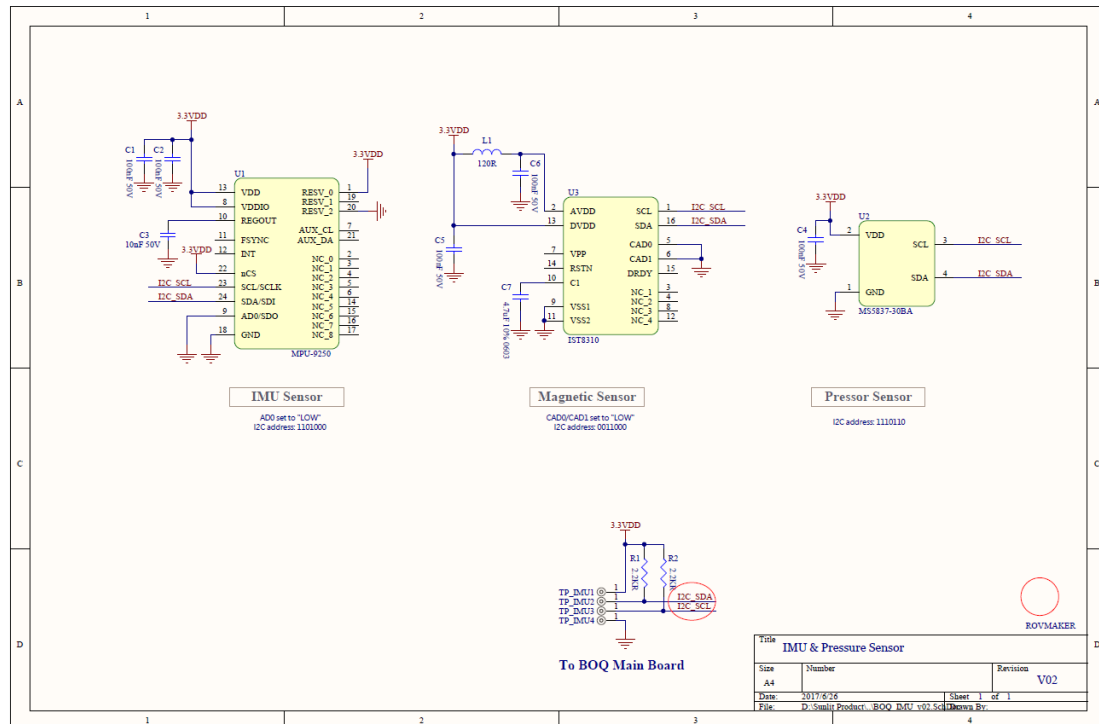 1 2 3 4
A A
B B
C C
D D
3.3VDD
C1 C2
100nF 50V 100nF 50V
3.3VDD
U1
13 VDD RESV_0 1
RESV_1 19
8 VDDIO RESV_2 20
10 REGOUT
AUX_CL 7
11 FSYNC AUX_DA 21
12 INT
NC_0 2
22 nCS NC_1 3
I2C_SCL 23 SCL/SCLK NC_2 4
I2C_SDA 24 SDA/SDI NC_3 5
NC_4 6
9 AD0/SDO NC_5 14
NC_6 15
NC_7 16
18 GND NC_8 17
MPU-9250
C3
10nF 50V
3.3VDD
IMU Sensor
AD0 set to "LOW"
I2C address: 1101000
3.3VDD
L1
120R
C6
100nF 50V
C5
100nF 50V
C7
4.7uF 10% 0603
U3
2 AVDD SCL 1 I2C_SCL
13 DVDD SDA 16 I2C_SDA
CAD0 5
7 VPP CAD1 6
14 RSTN DRDY 15
10 C1
NC_1 3
NC_2 4
9 VSS1 NC_3 8
11 VSS2 NC_4 12
IST8310
Magnetic Sensor
CAD0/CAD1 set to "LOW"
I2C address: 0011000
3.3VDD
C4
100nF 50V
U2
2 VDD
SCL 3 I2C_SCL
SDA 4 I2C_SDA
1 GND
MS5837-30BA
Pressor Sensor
I2C address: 1110110
3.3VDD
R1 R2
2.2KR 2.2KR
TP_IMU1 1
TP_IMU2 1 I2C_SDA
TP_IMU3 1 I2C_SCL
TP_IMU4 1
To BOQ Main Board
ROVMAKER
Title
IMU & Pressure Sensor
Size Number Revision
A4 V02
Date: 2017/6/26 Sheet 1 of 1
File: D:\Sunlit Product\..\BOQ_IMU_v02.Sch Drawn By:
1 2 3 4